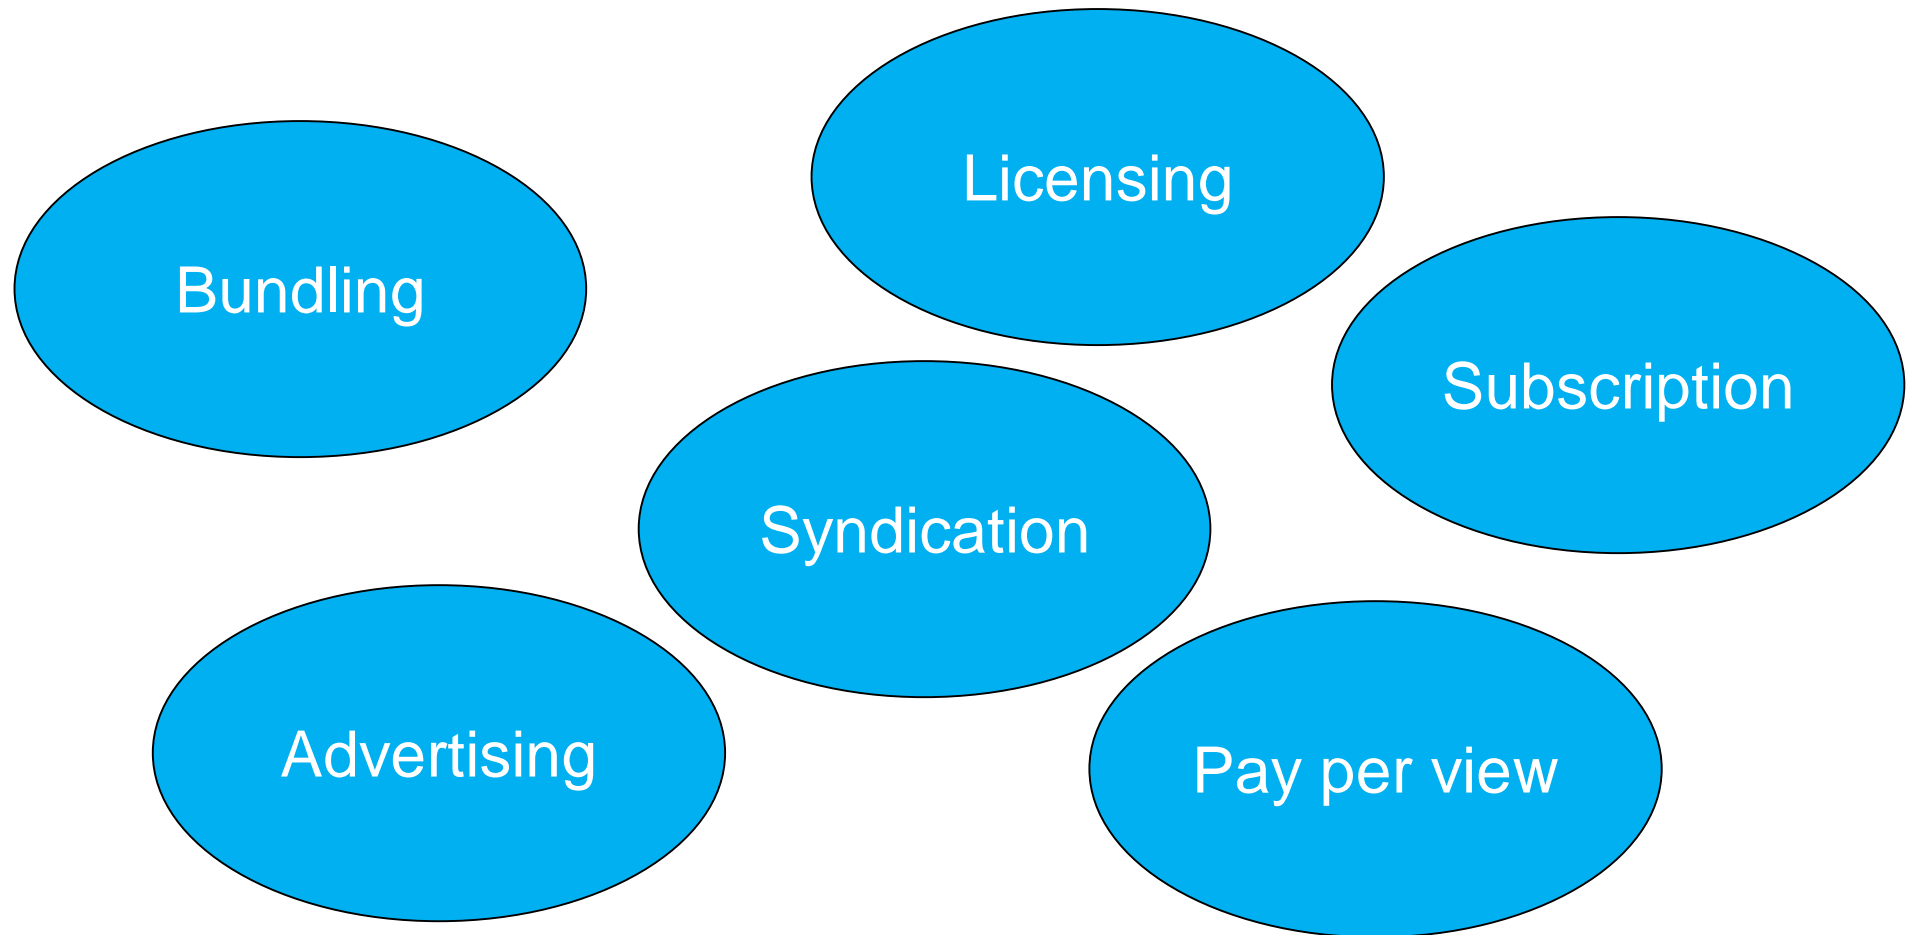 Licensing
Bundling
Subscription
Syndication
Advertising
Pay per view